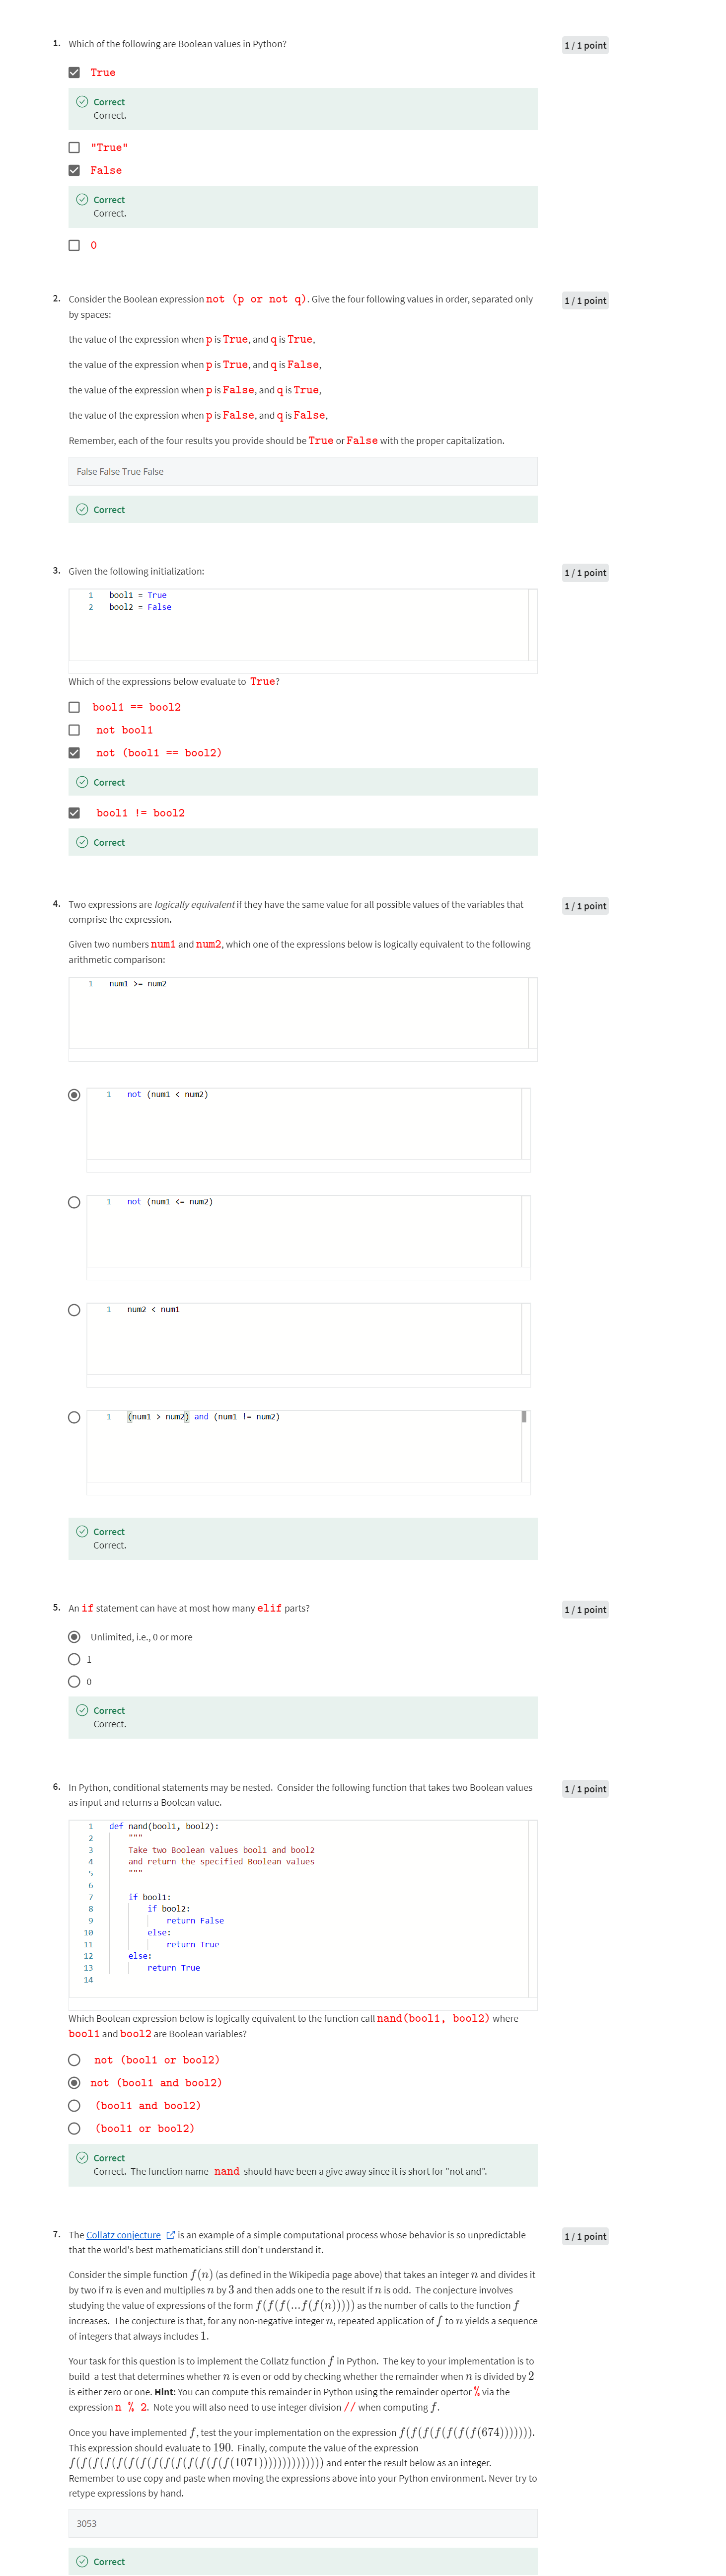 1. Which of the following are Boolean values in Python?
1 / 1 point
True
Correct
Correct.
"True"
False
Correct
Correct.
0
2. Consider the Boolean expression not (p or not q). Give the four following values in order, separated only
1 / 1 point
by spaces:
the value of the expression when p is True, and q is True,
the value of the expression when p is True, and q is False,
the value of the expression when p is False, and q is True,
the value of the expression when p is False, and q is False,
Remember, each of the four results you provide should be True or False with the proper capitalization.
False False True False
Correct
3. Given the following initialization:
1 / 1 point
1 bool1 = True
2 bool2 = False
Which of the expressions below evaluate to True?
bool1 == bool2
not bool1
not (bool1 == bool2)
Correct
bool1 != bool2
Correct
4. Two expressions are logically equivalent if they have the same value for all possible values of the variables that
1 / 1 point
comprise the expression.
Given two numbers num1 and num2, which one of the expressions below is logically equivalent to the following
arithmetic comparison:
1 num1 >= num2
1 not (num1 < num2)
1 not (num1 <= num2)
1 num2 < num1
1 (num1 > num2) and (num1 != num2)
Correct
Correct.
5. An if statement can have at most how many elif parts?
1 / 1 point
Unlimited, i.e., 0 or more
1
0
Correct
Correct.
6. In Python, conditional statements may be nested. Consider the following function that takes two Boolean values
1 / 1 point
as input and returns a Boolean value.
1 def nand(bool1, bool2):
2 """
3 Take two Boolean values bool1 and bool2
4 and return the specified Boolean values
5 """
6
7 if bool1:
8 if bool2:
9 return False
10 else:
11 return True
12 else:
13 return True
14
Which Boolean expression below is logically equivalent to the function call nand(bool1, bool2) where
bool1 and bool2 are Boolean variables?
not (bool1 or bool2)
not (bool1 and bool2)
(bool1 and bool2)
(bool1 or bool2)
Correct
Correct. The function name nand should have been a give away since it is short for "not and".
7. The Collatz conjecture is an example of a simple computational process whose behavior is so unpredictable
1 / 1 point
that the world's best mathematicians still don't understand it.
Consider the simple function f(n) (as defined in the Wikipedia page above) that takes an integer n and divides it
by two if n is even and multiplies n by 3 and then adds one to the result if n is odd. The conjecture involves
studying the value of expressions of the form f(f(f(...f(f(n))))) as the number of calls to the function f
increases. The conjecture is that, for any non-negative integer n, repeated application of f to n yields a sequence
of integers that always includes 1.
Your task for this question is to implement the Collatz function f in Python. The key to your implementation is to
build a test that determines whether n is even or odd by checking whether the remainder when n is divided by 2
is either zero or one. Hint: You can compute this remainder in Python using the remainder opertor % via the
expression n % 2. Note you will also need to use integer division // when computing f.
Once you have implemented f, test your implementation on the expression f(f(f(f(f(f(f(674))))))).
This expression should evaluate to 190. Finally, compute the value of the expression
f(f(f(f(f(f(f(f(f(f(f(f(f(f(1071)))))))))))))) and enter the result below as an integer.
Remember to use copy and paste when moving the expressions above into your Python environment. Never try to
retype expressions by hand.
3053
Correct